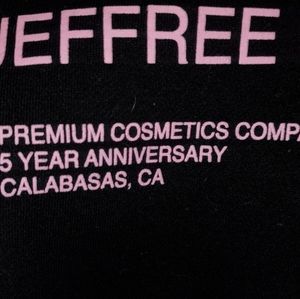 JEFFREE
PREMIUM COSMETICS COMPA
5 YEAR ANNIVERSARY
CALABASAS, CA